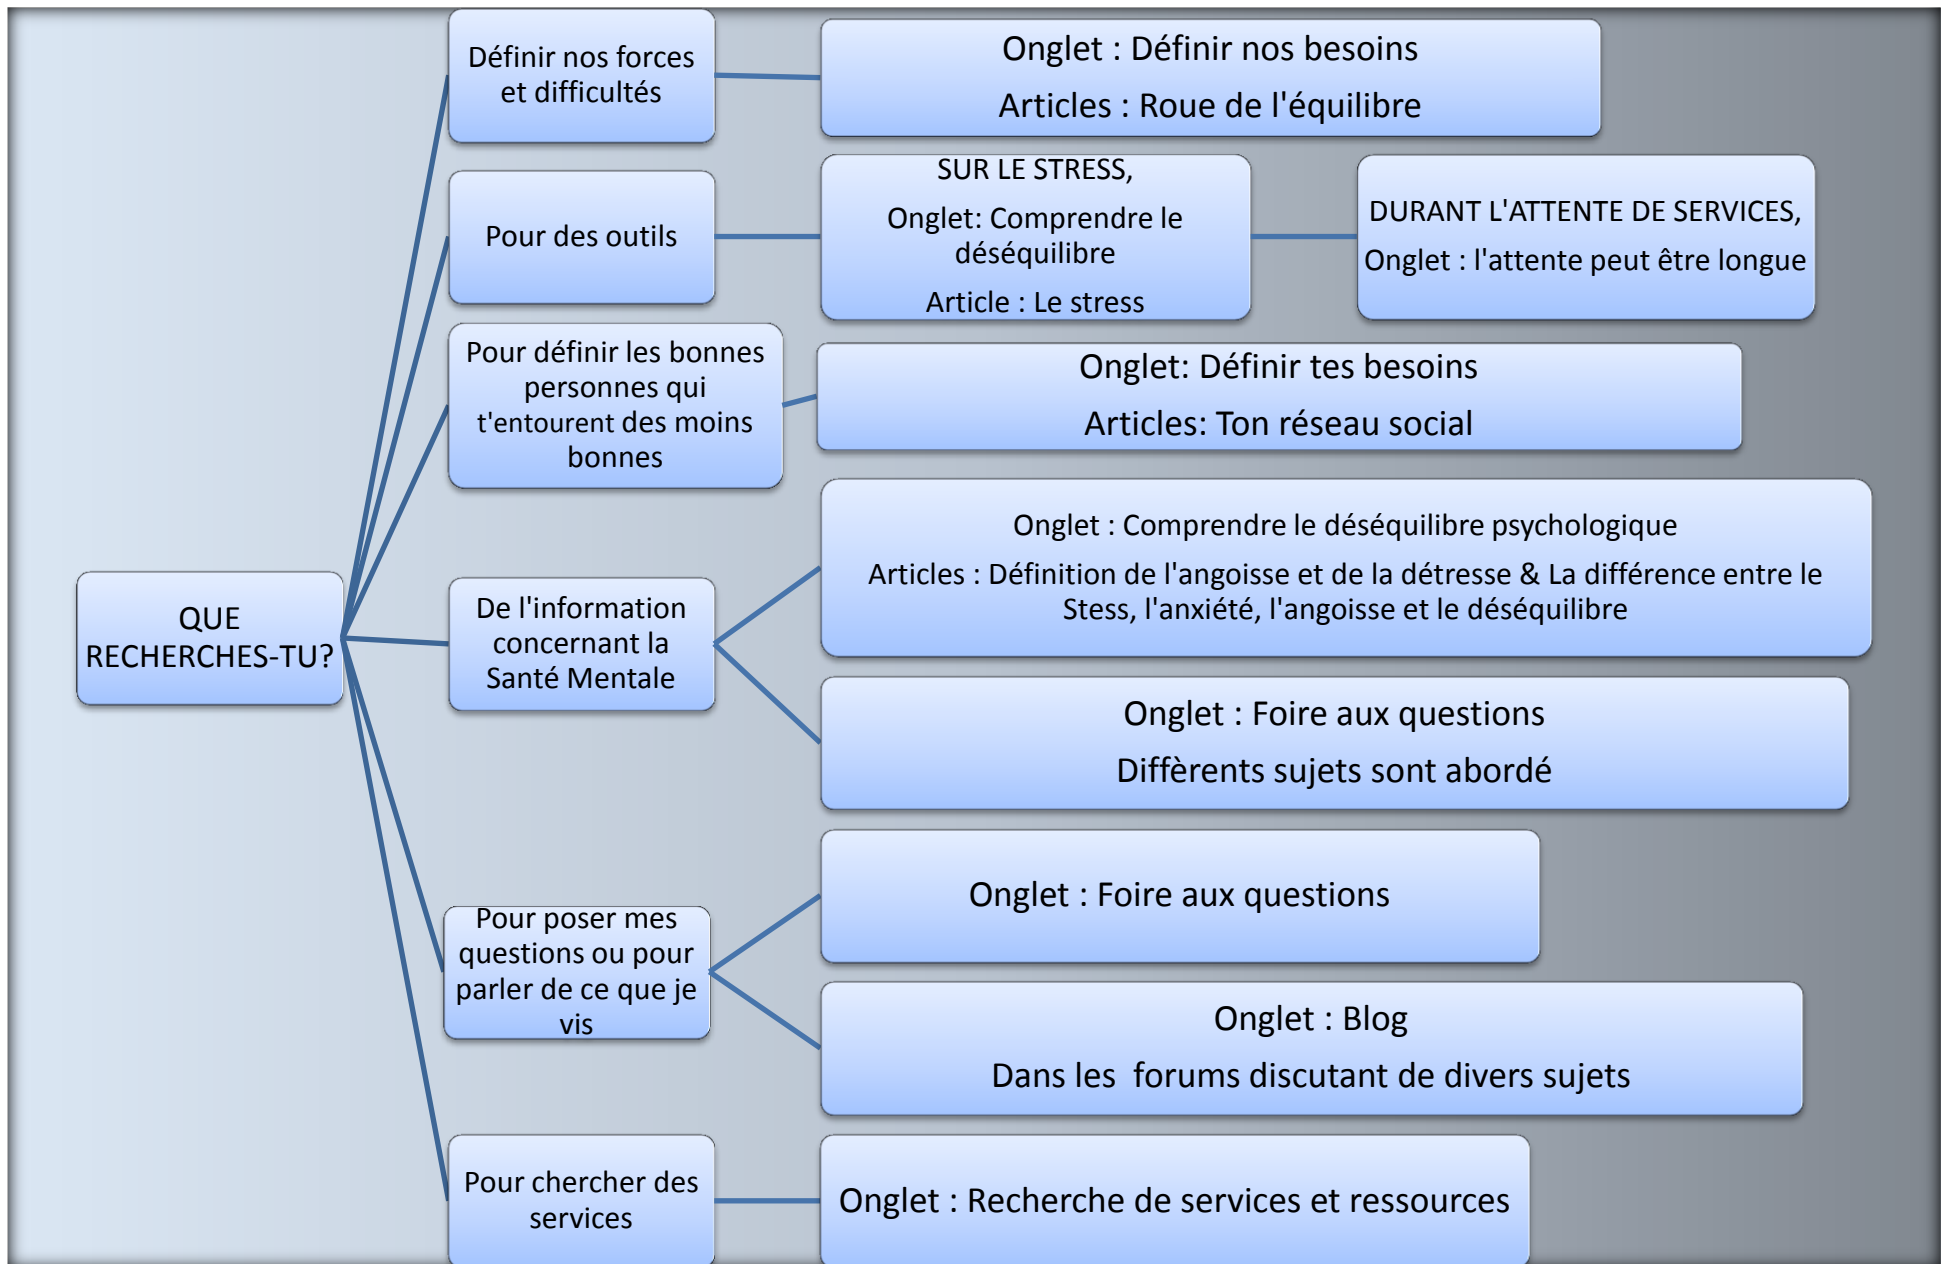 Définir nos forces
et difficultés
Onglet : Définir nos besoins
Articles : Roue de l'équilibre
Pour des outils
SUR LE STRESS,
Onglet: Comprendre le
déséquilibre
Article : Le stress
DURANT L'ATTENTE DE SERVICES,
Onglet : l'attente peut être longue
Pour définir les bonnes
personnes qui
t'entourent des moins
bonnes
Onglet: Définir tes besoins
Articles: Ton réseau social
QUE
RECHERCHES-TU?
De l'information
concernant la
Santé Mentale
Onglet : Comprendre le déséquilibre psychologique
Articles : Définition de l'angoisse et de la détresse & La différence entre le
Stess, l'anxiété, l'angoisse et le déséquilibre
Onglet : Foire aux questions
Diffèrents sujets sont abordé
Pour poser mes
questions ou pour
parler de ce que je
vis
Onglet : Foire aux questions
Onglet : Blog
Dans les  forums discutant de divers sujets
Pour chercher des
services
Onglet : Recherche de services et ressources